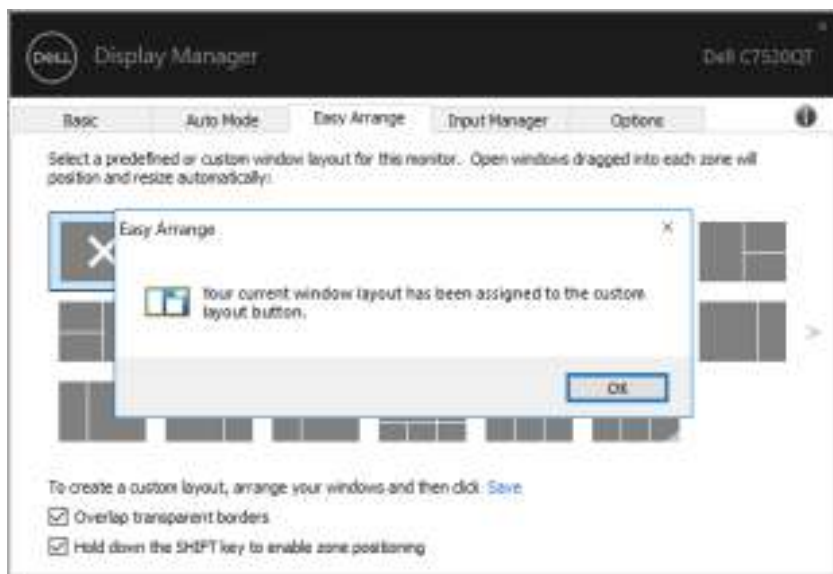 DELL Display Manager
Dell C7520QT
Basic Auto Mode Easy Arrange Input Manager Options
Select a predefined or custom window layout for this monitor. Open windows dragged into each zone will
position and resize automatically:
Easy Arrange
Your current window layout has been assigned to the custom
layout button.
OK
To create a custom layout, arrange your windows and then click Save
Overlap transparent borders
Hold down the SHIFT key to enable zone positioning